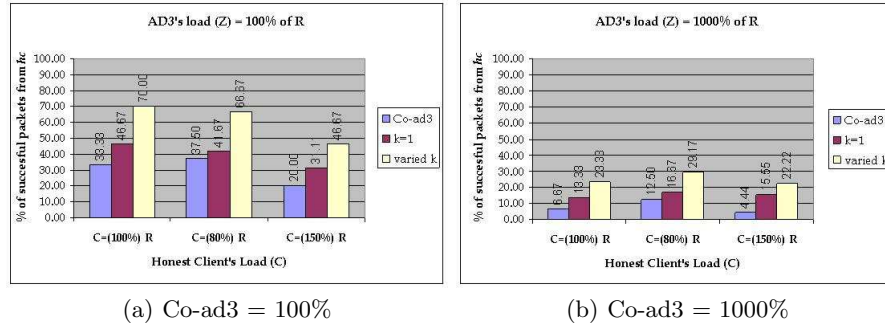 AD3's load (Z) = 100% of R
% of succesful packets from hc
100.00
90.00
80.00
70.00
60.00
50.00
40.00
30.00
20.00
10.00
0.00
33.33
46.67
70.00
37.50
41.67
66.67
20.00
31.11
46.67
C=(100%) R
C=(80%) R
C=(150%) R
Honest Client's Load (C)
Co-ad3
k=1
varied k
(a) Co-ad3 = 100%
AD3's load (Z) = 1000% of R
% of succesful packets from hc
100.00
90.00
80.00
70.00
60.00
50.00
40.00
30.00
20.00
10.00
0.00
6.67
13.33
23.33
12.50
16.67
29.17
4.44
15.55
22.22
C=(100%) R
C=(80%) R
C=(150%) R
Honest Client's Load (C)
Co-ad3
k=1
varied k
(b) Co-ad3 = 1000%